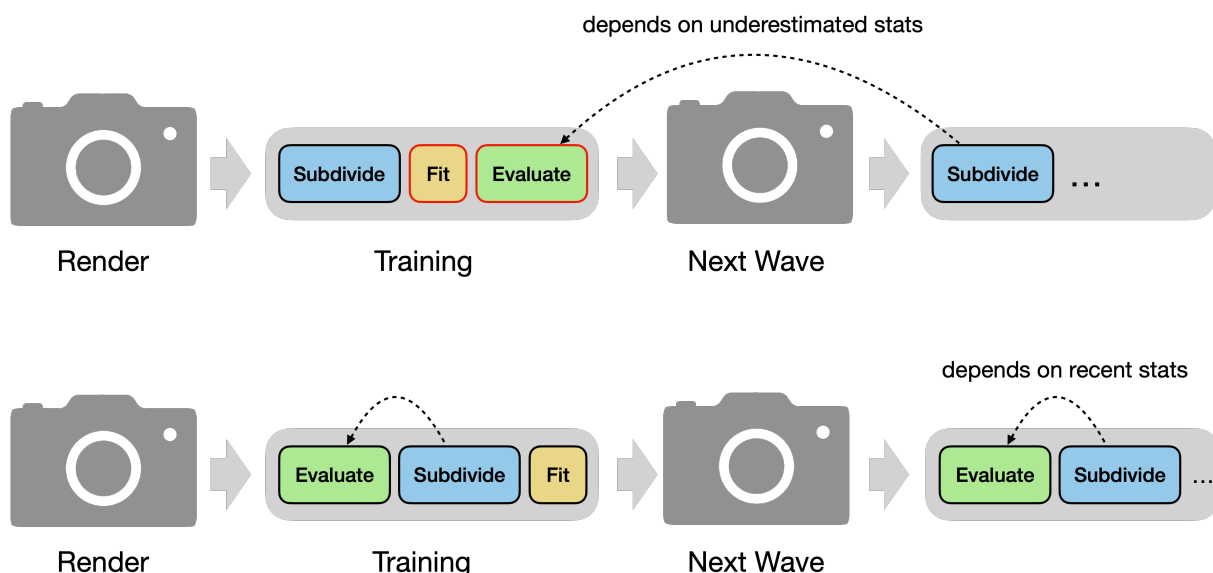 depends on underestimated stats
Subdivide Fit Evaluate Subdivide ...
Render Training Next Wave
depends on recent stats
Evaluate Subdivide Fit Evaluate Subdivide ...
Render Training Next Wave